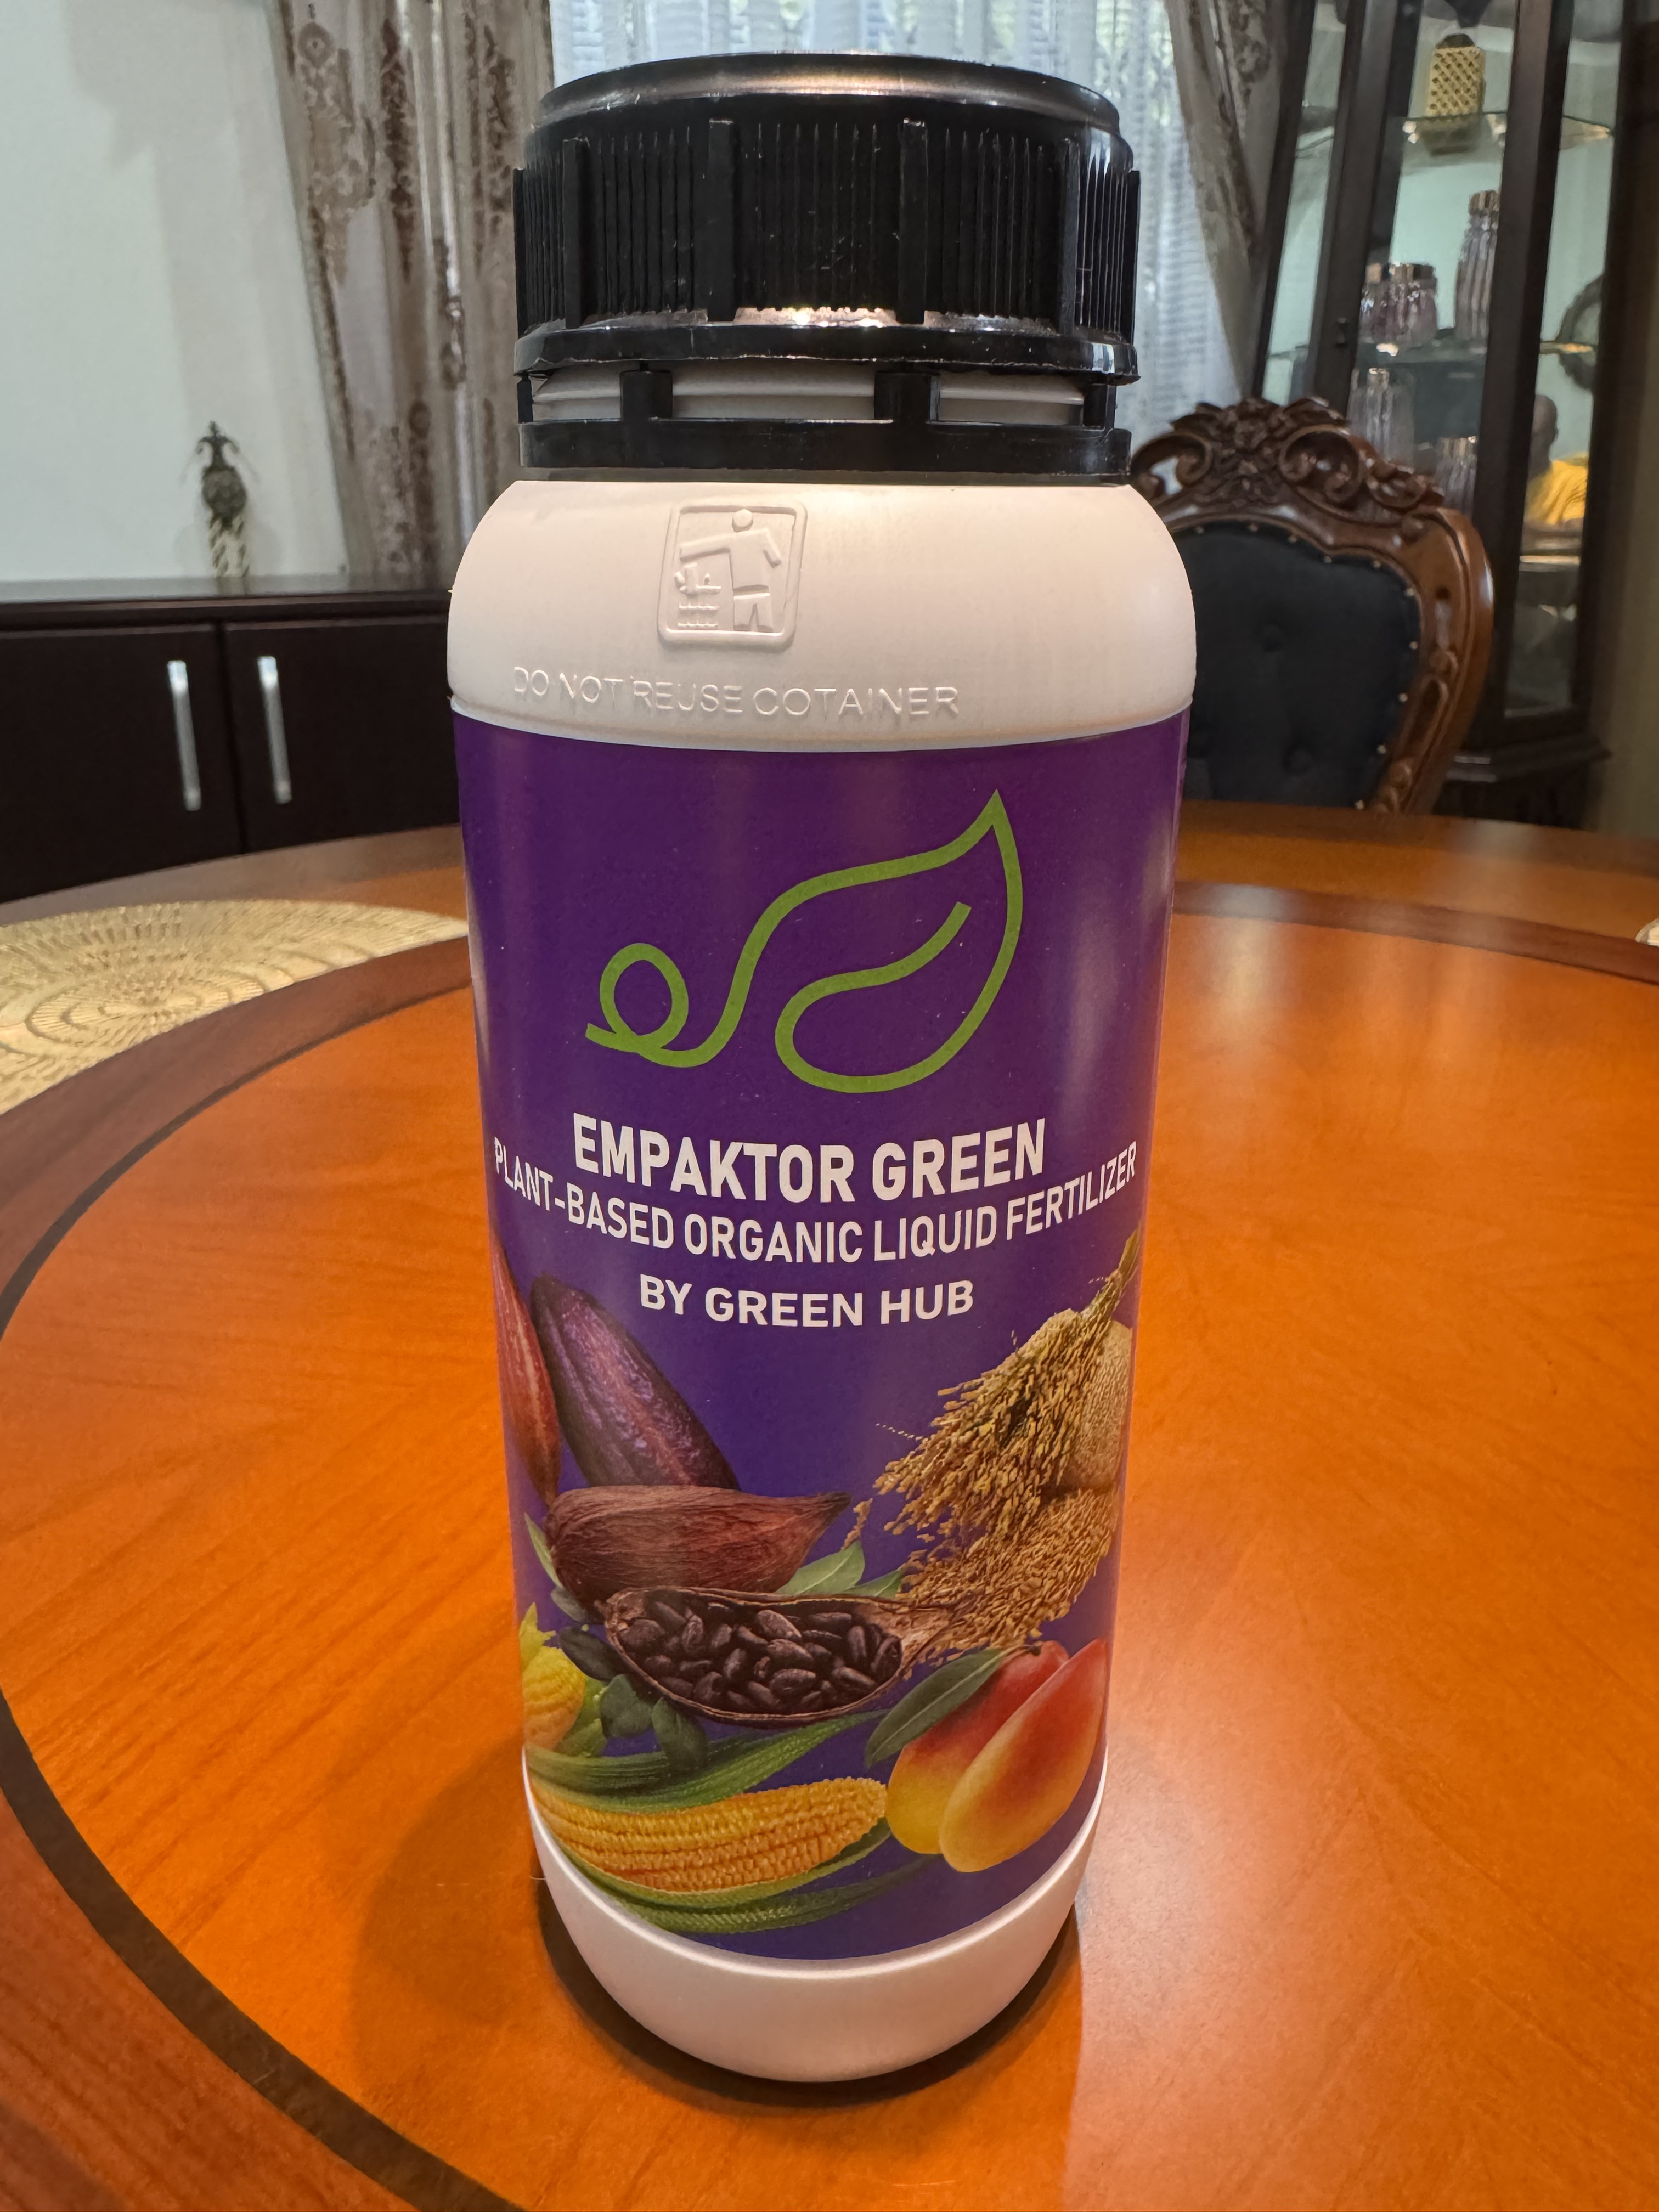 DO NOT REUSE COTAINER
EMPAKTOR GREEN
PLANT-BASED ORGANIC LIQUID FERTILIZER
BY GREEN HUB